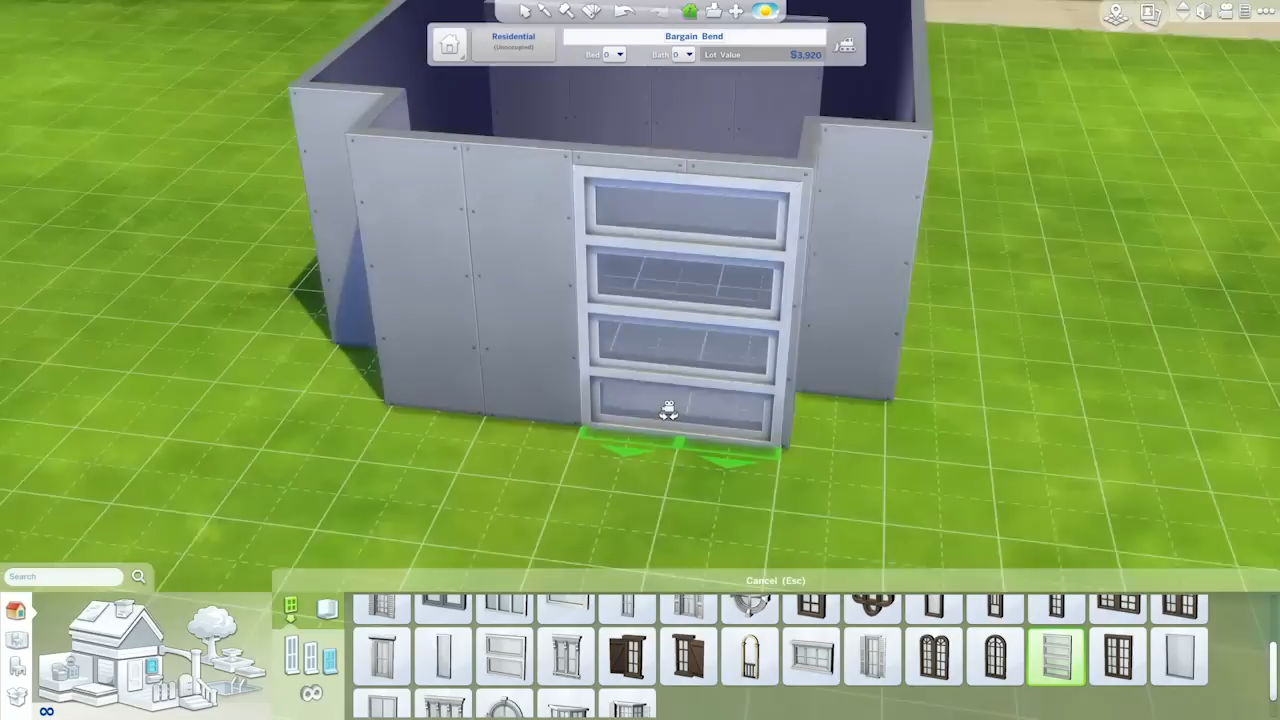 Residential
(Unoccupied)
Bargain Bend
Bed 0
Bath 0
Lot Value
§3,920
Cancel (Esc)
Search